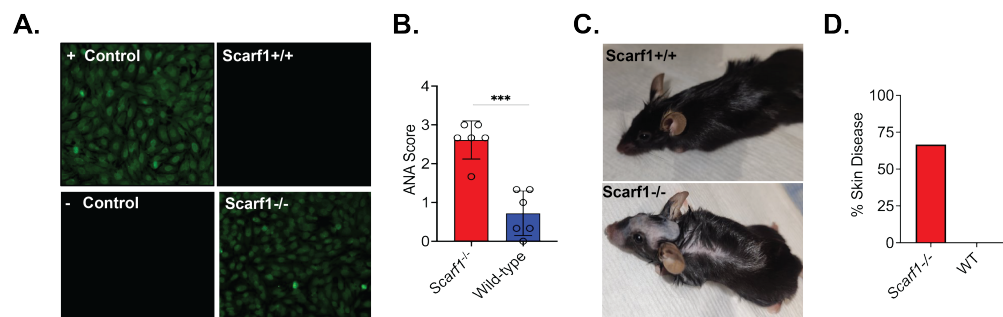 A.
+ Control
Scarf1+/+
- Control
Scarf1-/-
B.
ANA Score
4
3
2
1
0
***
Scarf1-/-
Wild-type
C.
Scarf1+/+
Scarf1-/-
D.
% Skin Disease
100
75
50
25
0
Scarf1-/-
WT